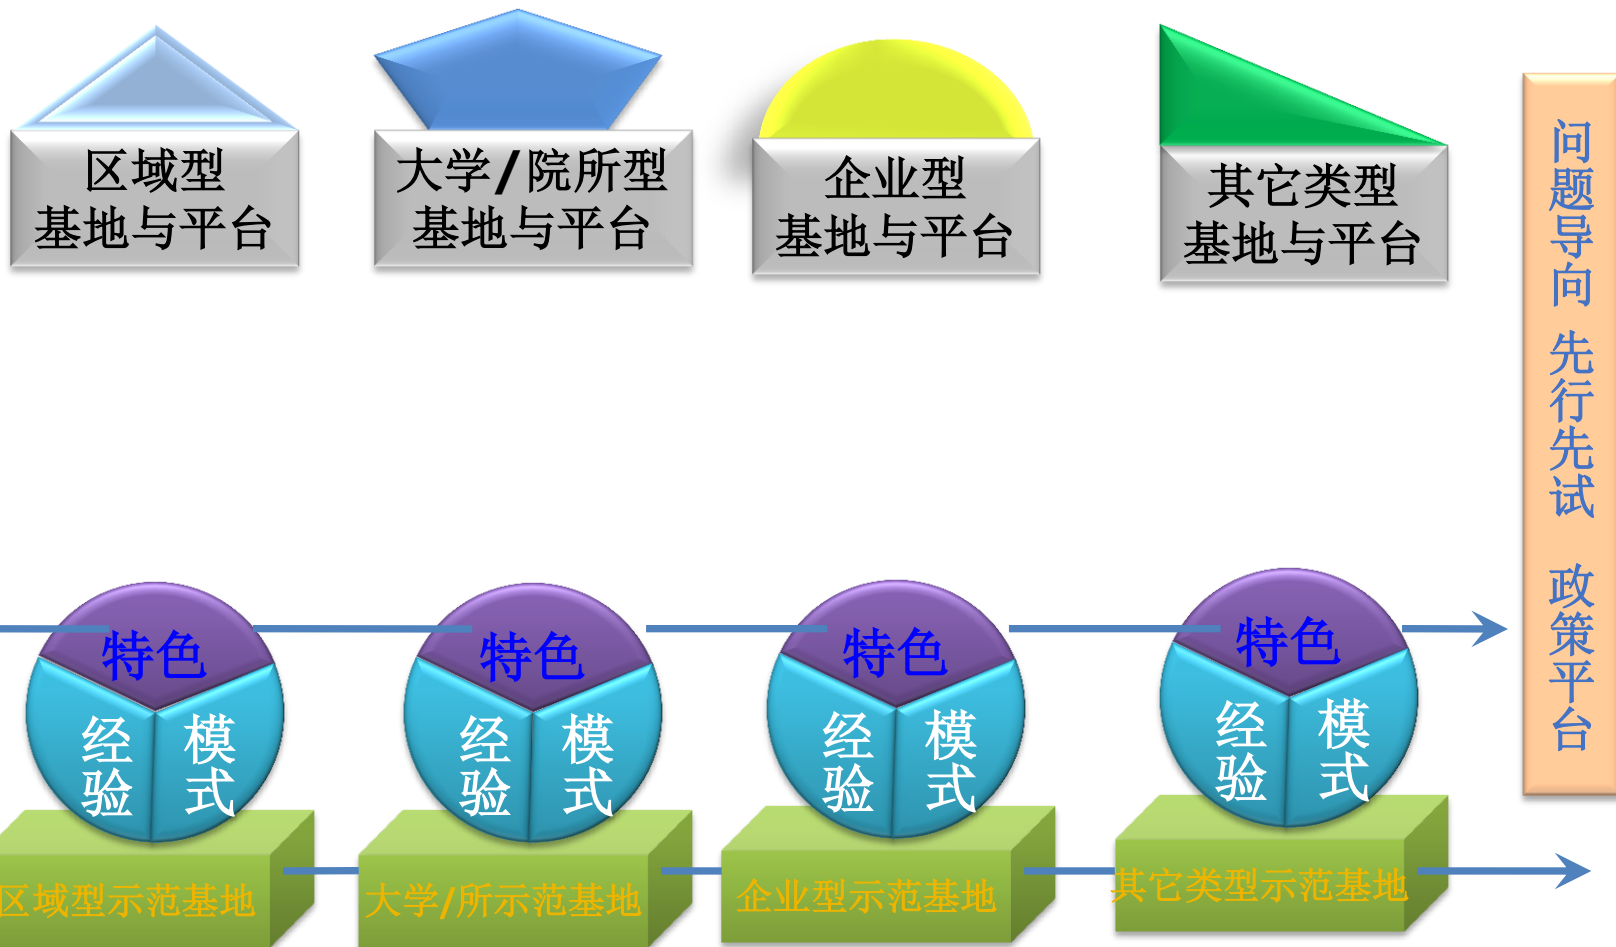 区域型
基地与平台
大学/院所型
基地与平台
企业型
基地与平台
其它类型
基地与平台
问题导向 先行先试 政策平台
特色
经验
模式
特色
经验
模式
特色
经验
模式
特色
经验
模式
区域型示范基地
大学/所示范基地
企业型示范基地
其它类型示范基地